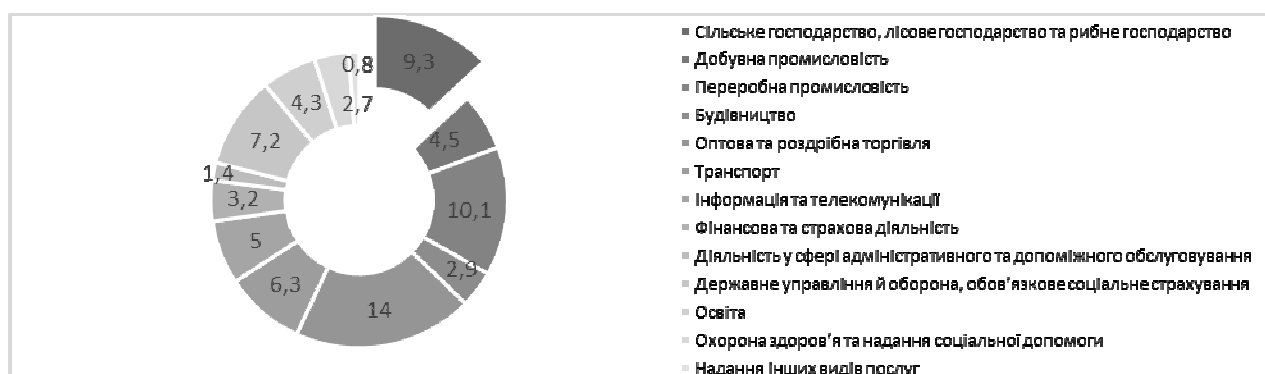 9,3
4,5
10,1
2,9
14
6,3
5
3,2
1,4
7,2
4,3
2,7
0,8
Сільське господарство, лісове господарство та рибне господарство
Добувна промисловість
Переробна промисловість
Будівництво
Оптова та роздрібна торгівля
Транспорт
Інформація та телекомунікації
Фінансова та страхова діяльність
Діяльність у сфері адміністративного та допоміжного обслуговування
Державне управління й оборона, обов’язкове соціальне страхування
Освіта
Охорона здоров’я та надання соціальної допомоги
Надання інших видів послуг